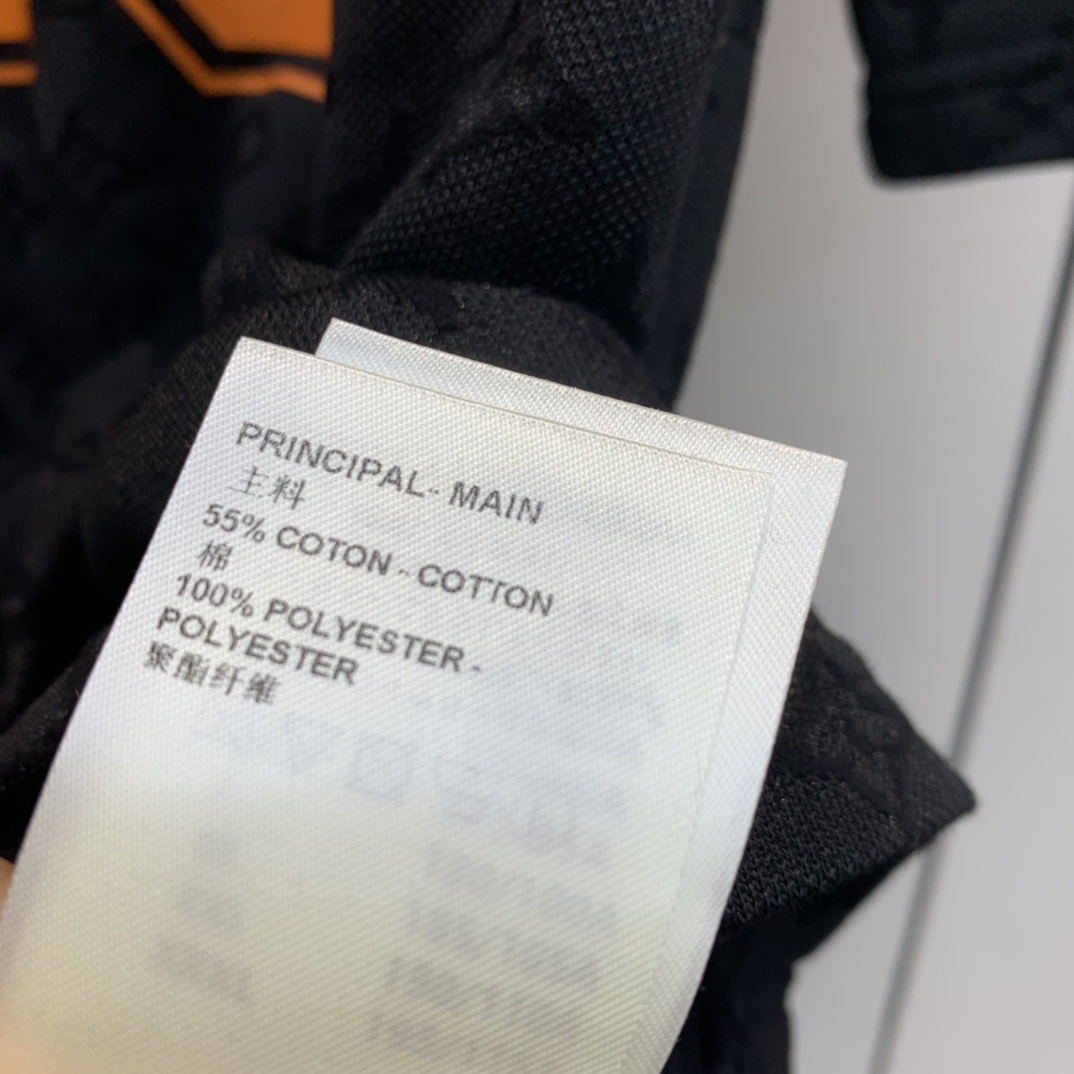 PRINCIPAL-- MAIN
主料
55% COTON -- COTTON
棉
100% POLYESTER -
POLYESTER
聚酯纤维